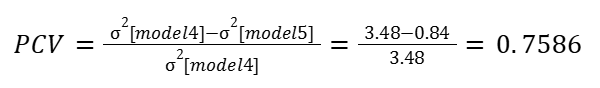 PCV = σ²[model4]−σ²[model5] / σ²[model4] = 3.48−0.84 / 3.48 = 0.7586